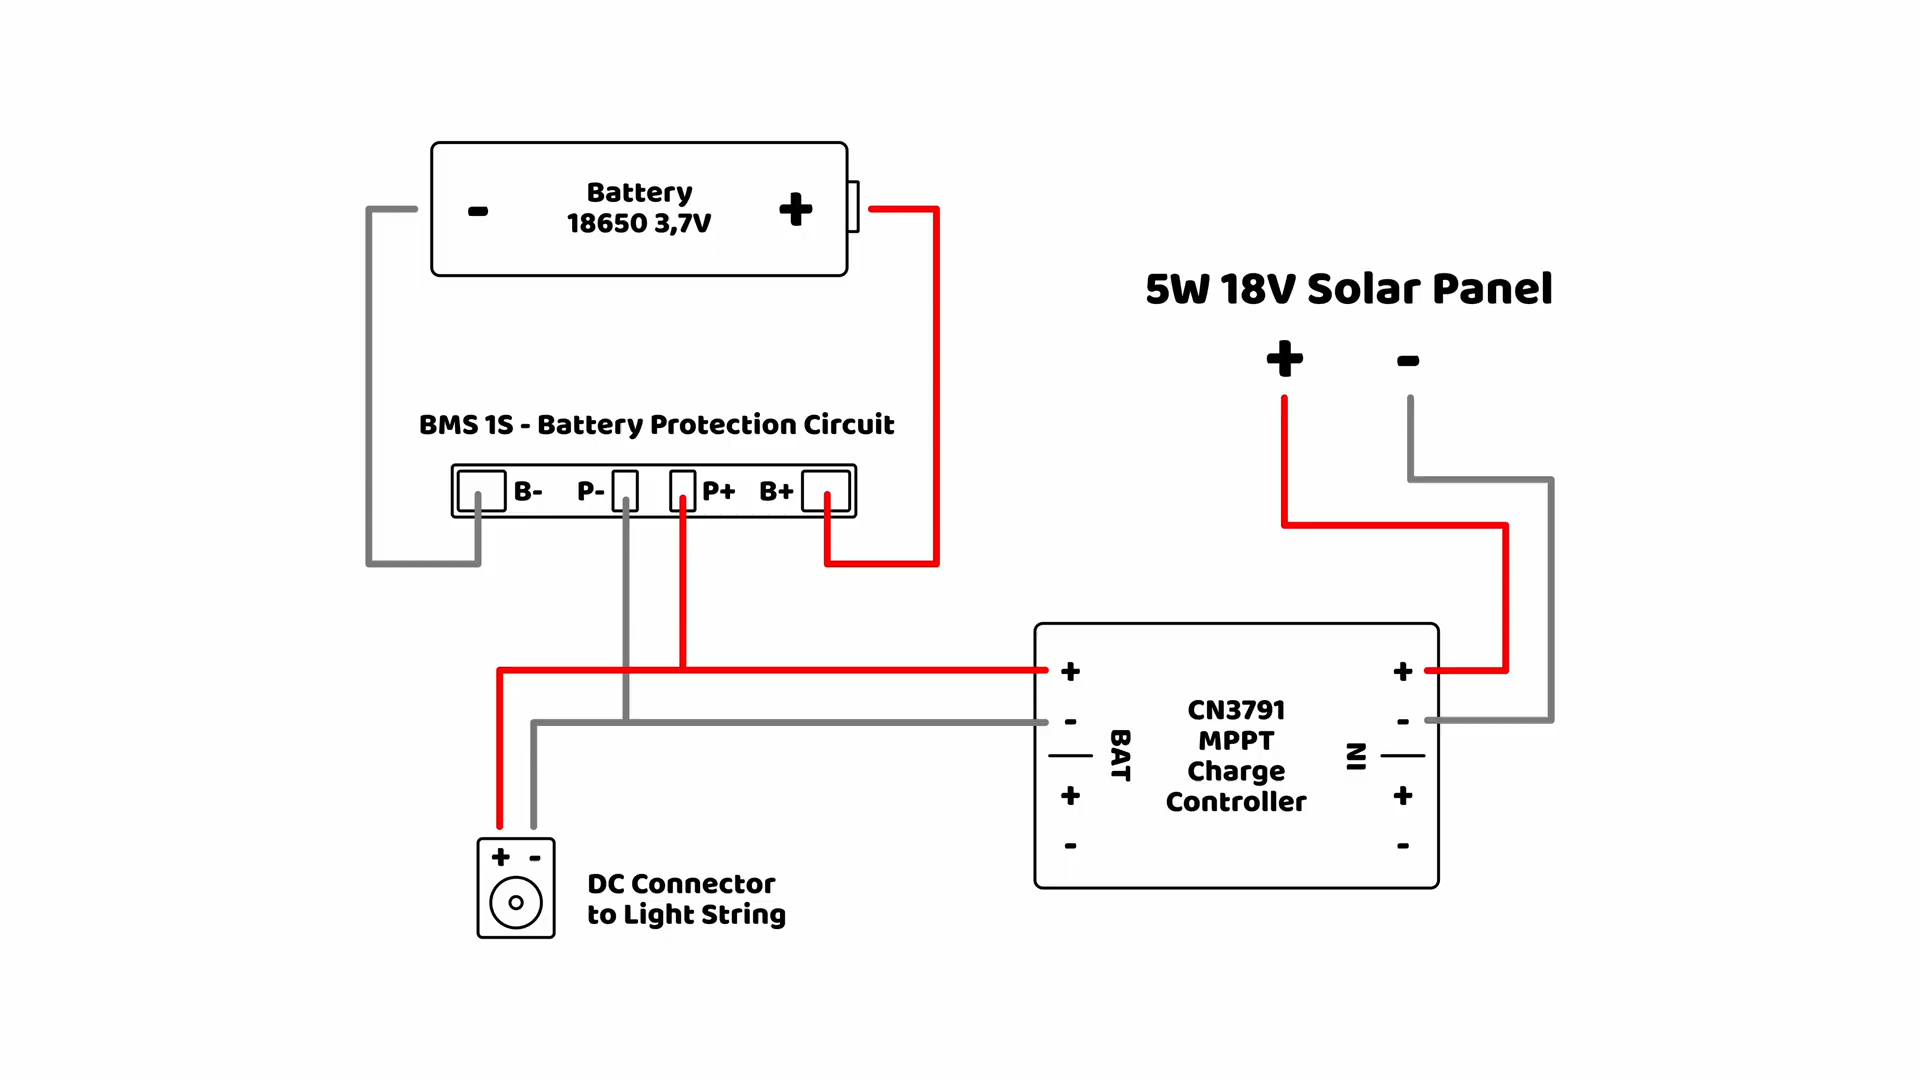 Battery
18650 3,7V
- +
BMS 1S - Battery Protection Circuit
B- P- P+ B+
5W 18V Solar Panel
+ -
+
-
BAT
+
-
CN3791
MPPT
Charge
Controller
+
-
IN
+
-
+ -
DC Connector
to Light String